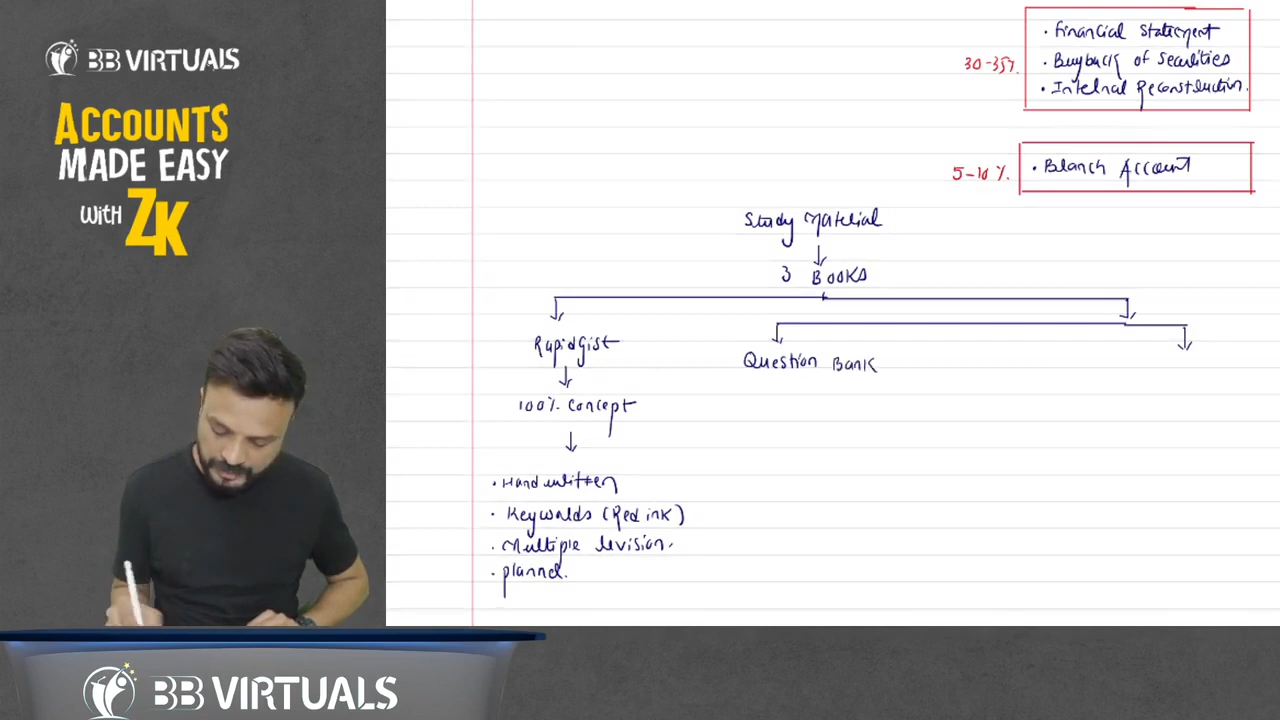 BB VIRTUALS
ACCOUNTS
MADE EASY
WITH ZK
30-35%.
• Financial Statement
• Buyback of Securities
• Internal Reconstruction.
5-10%.
• Branch Account
Study Material
3 Books
RapidGist
Question Bank
100% Concept
• Handwritten
• Keywords (Red ink)
• Multiple revision.
• planned.
BB VIRTUALS